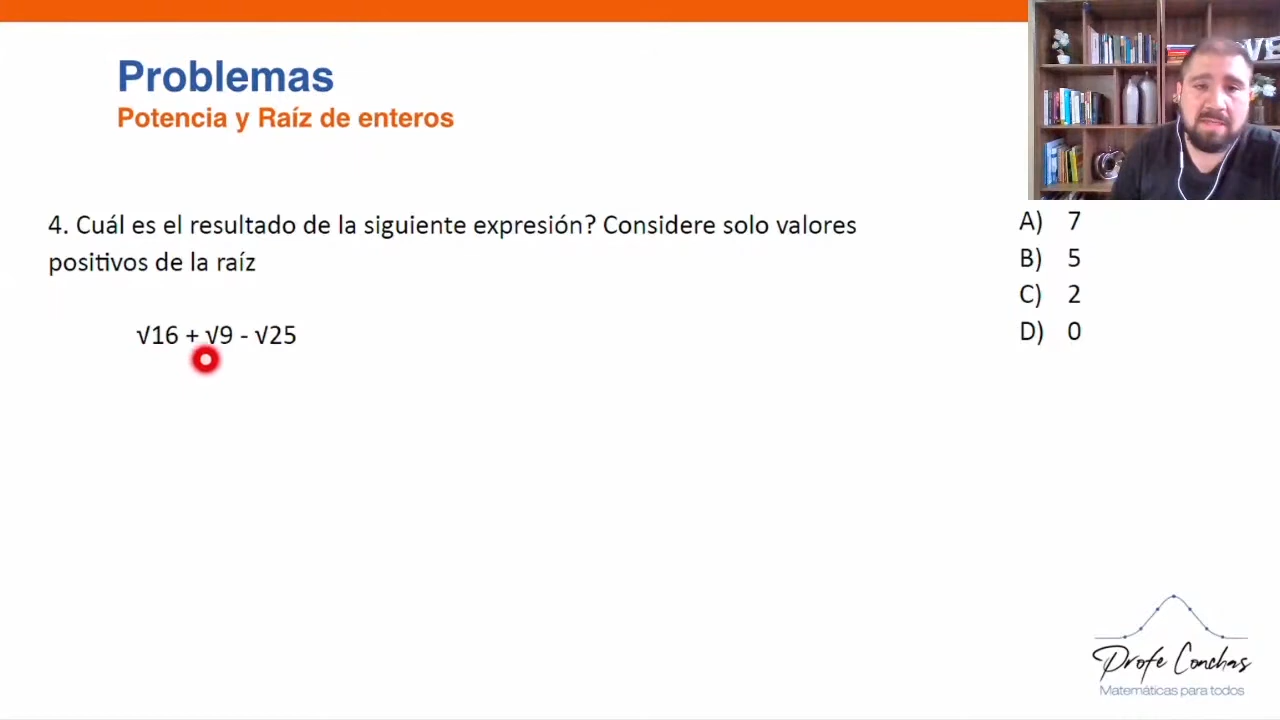 Problemas
Potencia y Raíz de enteros
4. Cuál es el resultado de la siguiente expresión? Considere solo valores
positivos de la raíz
√16 + √9 - √25
A) 7
B) 5
C) 2
D) 0
Profe Conchas
Matemáticas para todos